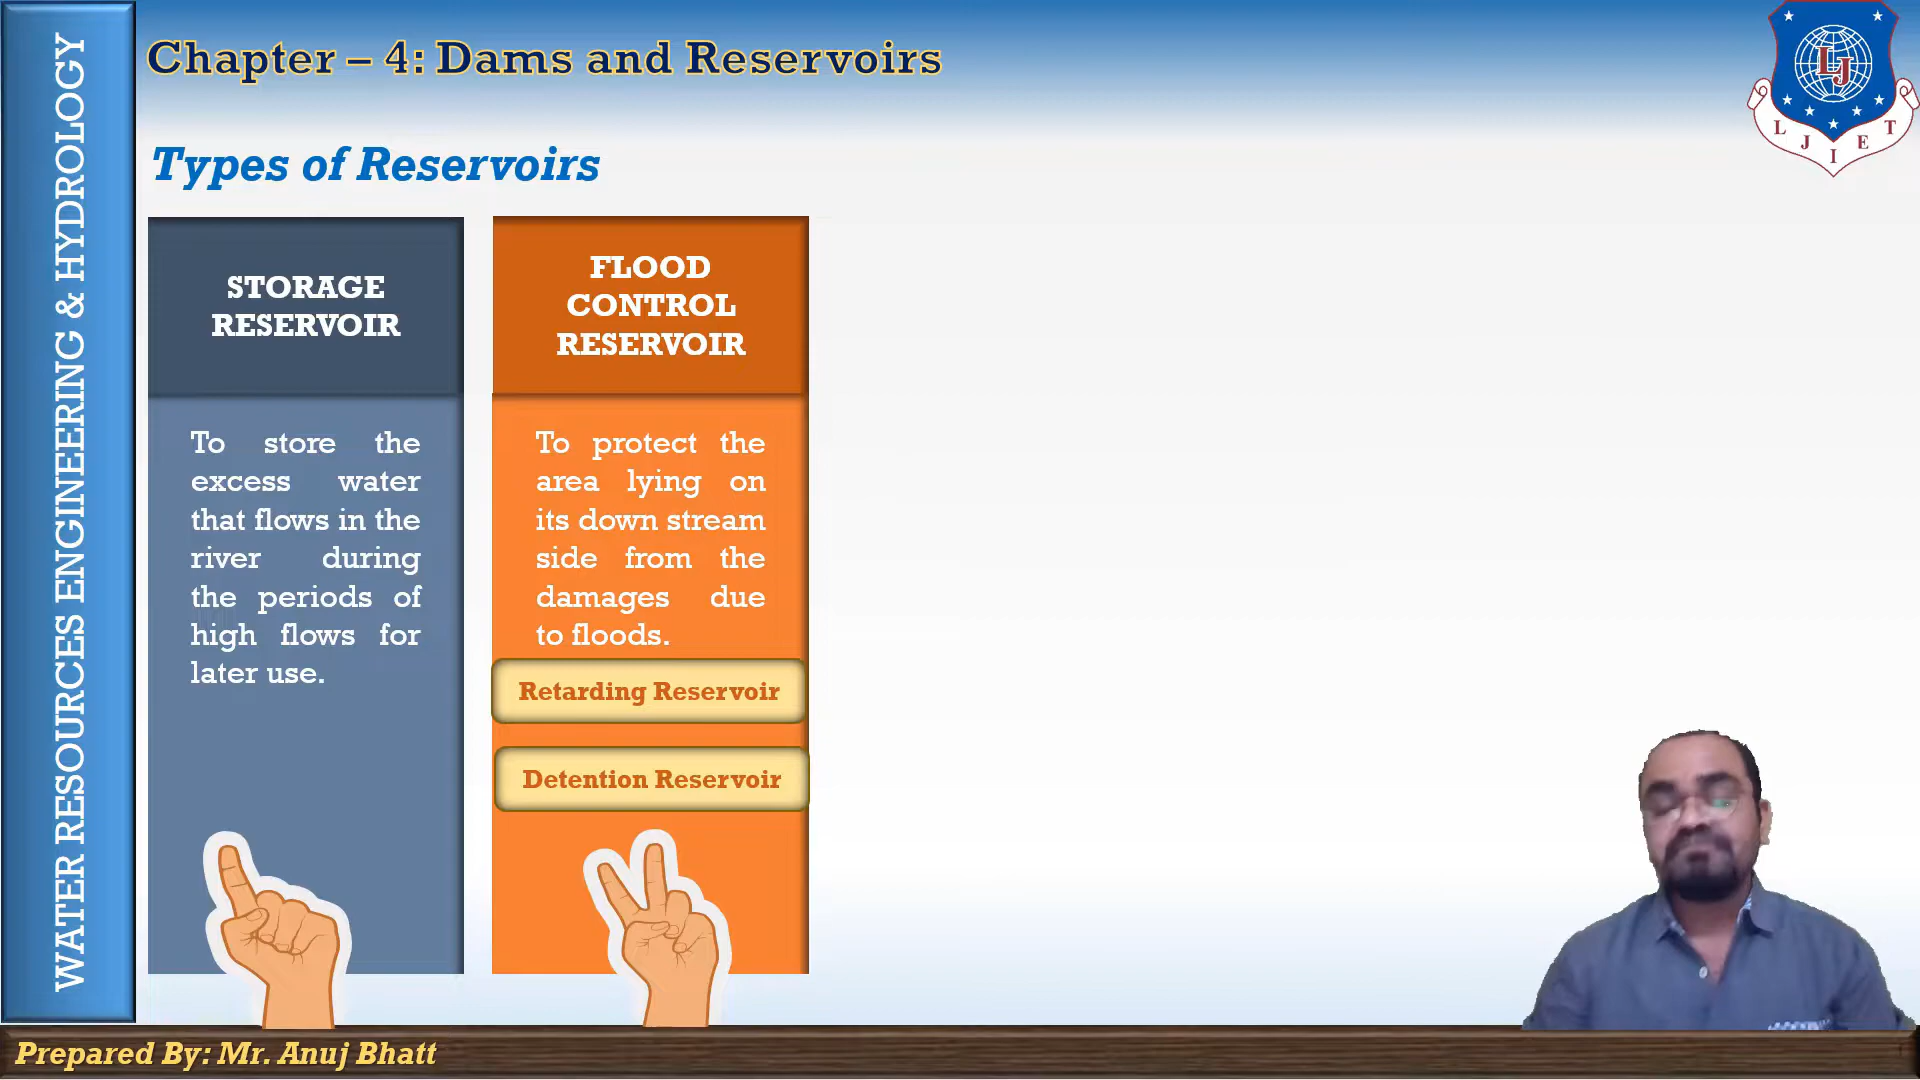 WATER RESOURCES ENGINEERING & HYDROLOGY
Chapter – 4: Dams and Reservoirs
Types of Reservoirs
STORAGE
RESERVOIR
To store the
excess water
that flows in the
river during
the periods of
high flows for
later use.
FLOOD
CONTROL
RESERVOIR
To protect the
area lying on
its down stream
side from the
damages due
to floods.
Retarding Reservoir
Detention Reservoir
LJ
L J I E T
Prepared By: Mr. Anuj Bhatt